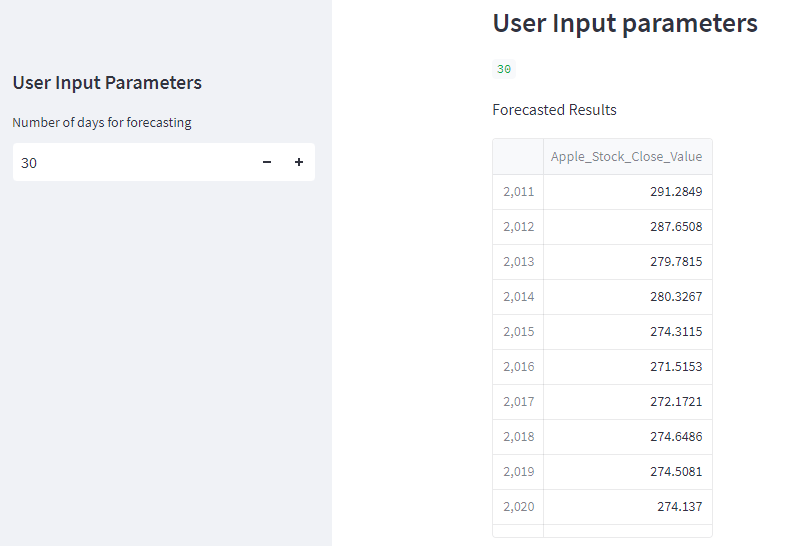 User Input Parameters
Number of days for forecasting
30 - +
User Input parameters
30
Forecasted Results
Apple_Stock_Close_Value
2,011 291.2849
2,012 287.6508
2,013 279.7815
2,014 280.3267
2,015 274.3115
2,016 271.5153
2,017 272.1721
2,018 274.6486
2,019 274.5081
2,020 274.137